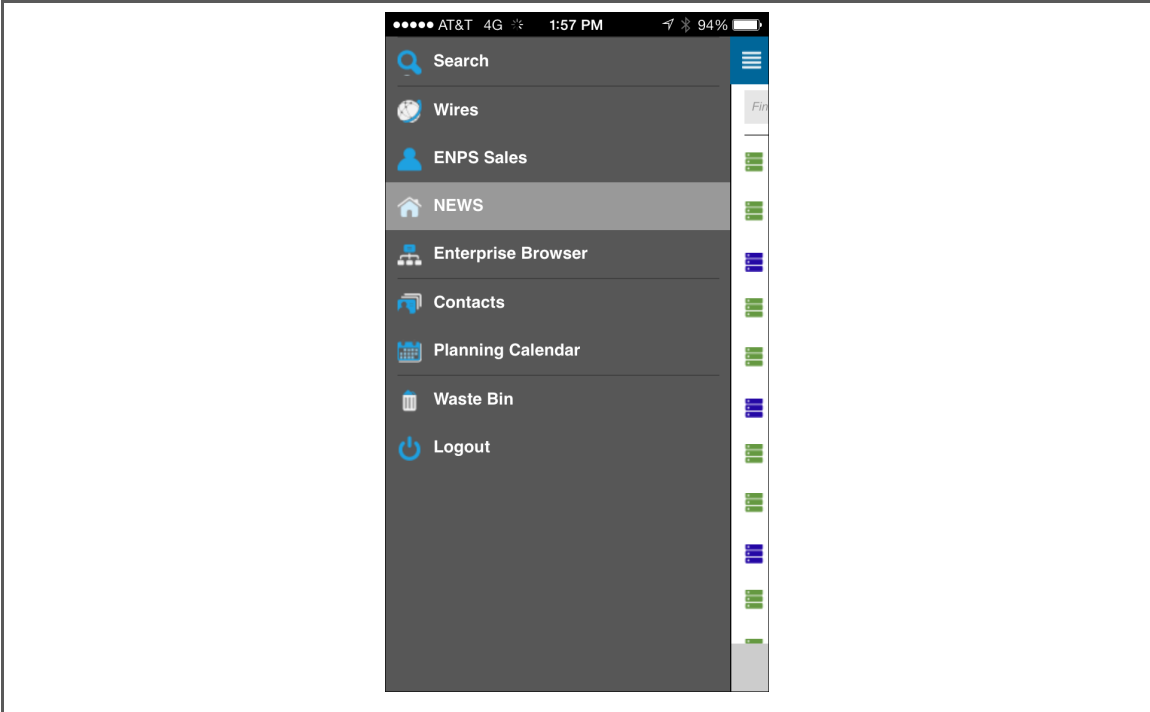 AT&T 4G 1:57 PM 94%
Search
Fin
Wires
ENPS Sales
NEWS
Enterprise Browser
Contacts
Planning Calendar
Waste Bin
Logout